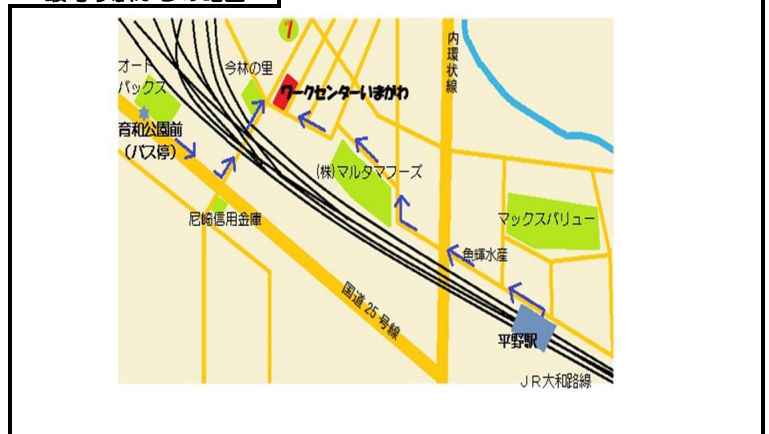 オート
バックス
今林の里
1
ワークセンターいまがわ
内環状線
育和公園前
(バス停)
(株)マルタマフーズ
尼崎信用金庫
マックスバリュー
魚輝水産
国道25号線
平野駅
JR大和路線